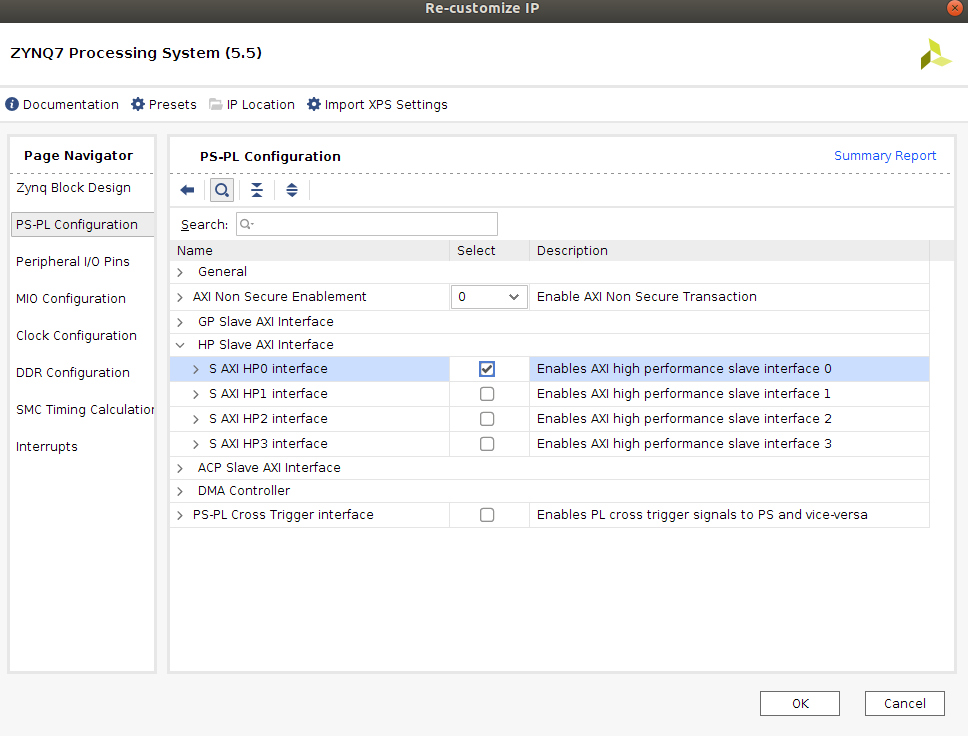 Re-customize IP
ZYNQ7 Processing System (5.5)
Documentation Presets IP Location Import XPS Settings
Page Navigator
Zynq Block Design
PS-PL Configuration
Peripheral I/O Pins
MIO Configuration
Clock Configuration
DDR Configuration
SMC Timing Calculation
Interrupts
PS-PL Configuration Summary Report
Search:
Name Select Description
General
AXI Non Secure Enablement 0 Enable AXI Non Secure Transaction
GP Slave AXI Interface
HP Slave AXI Interface
S AXI HP0 interface Enables AXI high performance slave interface 0
S AXI HP1 interface Enables AXI high performance slave interface 1
S AXI HP2 interface Enables AXI high performance slave interface 2
S AXI HP3 interface Enables AXI high performance slave interface 3
ACP Slave AXI Interface
DMA Controller
PS-PL Cross Trigger interface Enables PL cross trigger signals to PS and vice-versa
OK Cancel